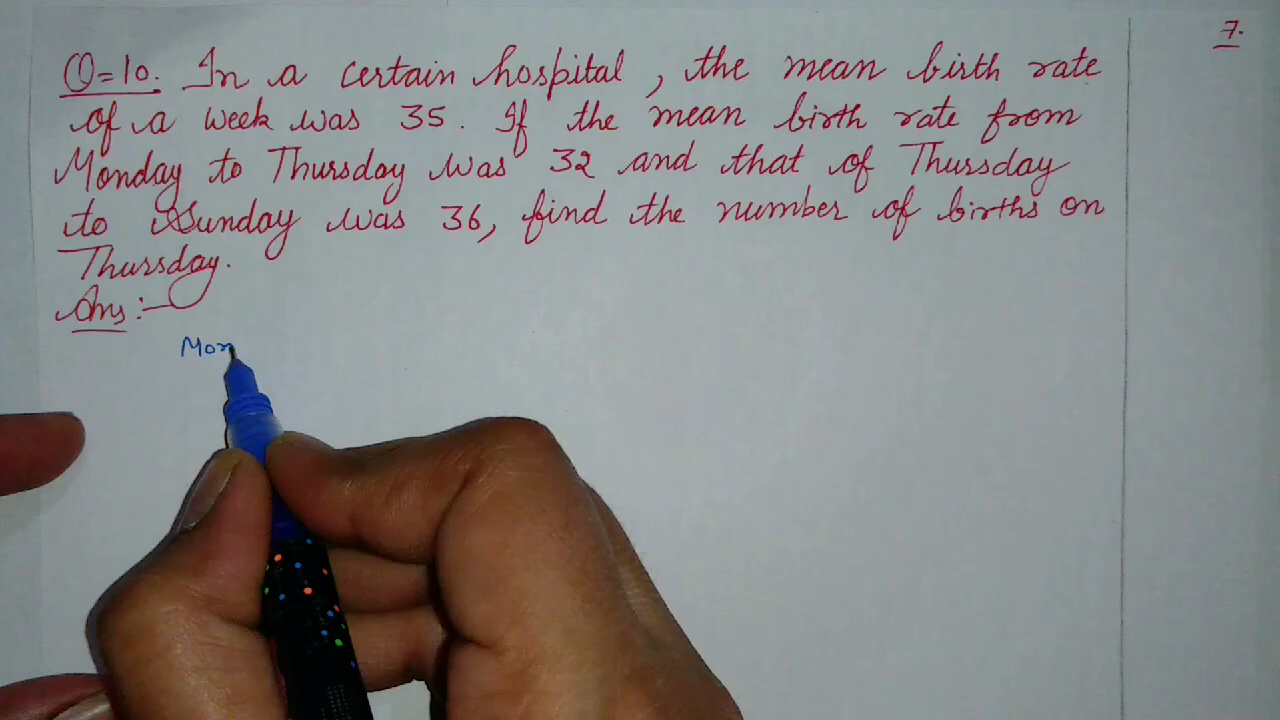 7.
Q=10. In a certain hospital, the mean birth rate
of a week was 35. If the mean birth rate from
Monday to Thursday was 32 and that of Thursday
to Sunday was 36, find the number of births on
Thursday.
Ans:-
Mon